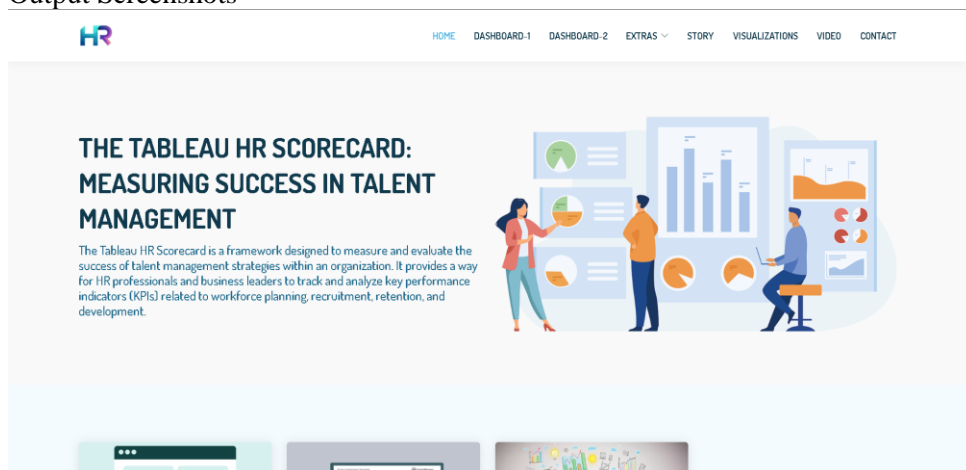 Output Screenshots
HR
HOME DASHBOARD-1 DASHBOARD-2 EXTRAS STORY VISUALIZATIONS VIDEO CONTACT
THE TABLEAU HR SCORECARD:
MEASURING SUCCESS IN TALENT
MANAGEMENT
The Tableau HR Scorecard is a framework designed to measure and evaluate the
success of talent management strategies within an organization. It provides a way
for HR professionals and business leaders to track and analyze key performance
indicators (KPIs) related to workforce planning, recruitment, retention, and
development.